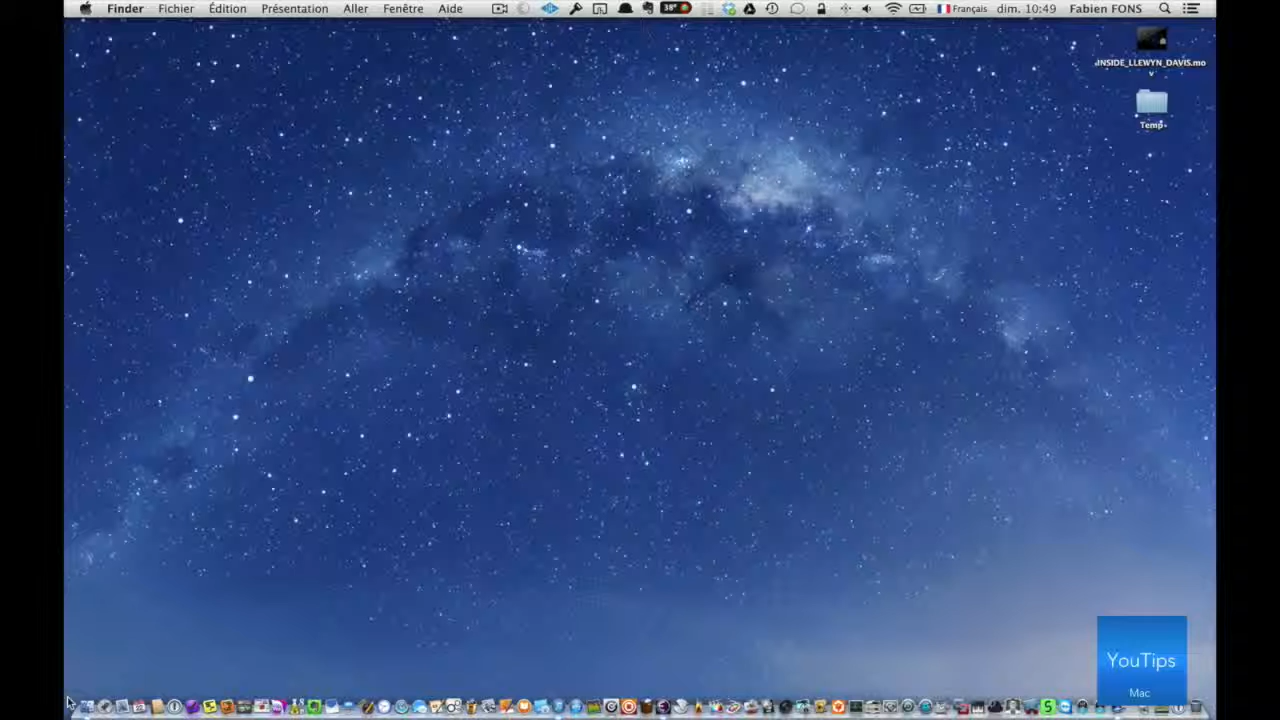 Finder Fichier Édition Présentation Aller Fenêtre Aide 38° Français dim. 10:49 Fabien FONS
INSIDE_LLEWYN_DAVIS.mo
v
Temp
YouTips
Mac